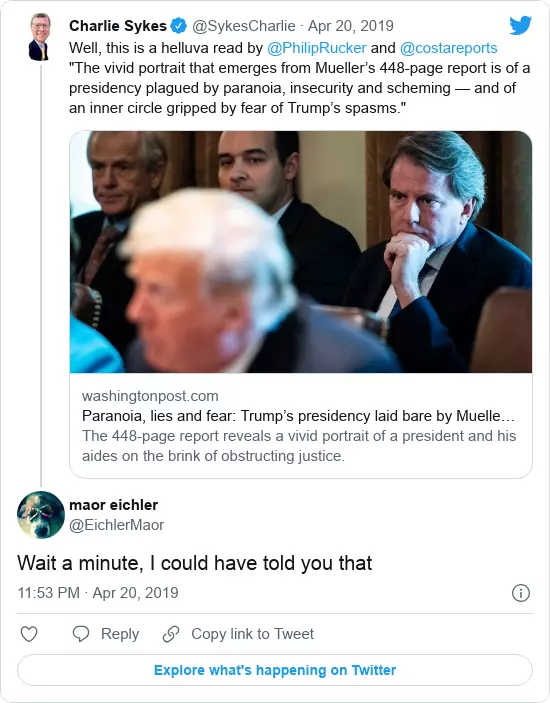 Charlie Sykes @SykesCharlie · Apr 20, 2019
Well, this is a helluva read by @PhilipRucker and @costareports
"The vivid portrait that emerges from Mueller’s 448-page report is of a
presidency plagued by paranoia, insecurity and scheming — and of
an inner circle gripped by fear of Trump’s spasms."
washingtonpost.com
Paranoia, lies and fear: Trump’s presidency laid bare by Muelle…
The 448-page report reveals a vivid portrait of a president and his
aides on the brink of obstructing justice.
maor eichler
@EichlerMaor
Wait a minute, I could have told you that
11:53 PM · Apr 20, 2019
Reply
Copy link to Tweet
Explore what's happening on Twitter